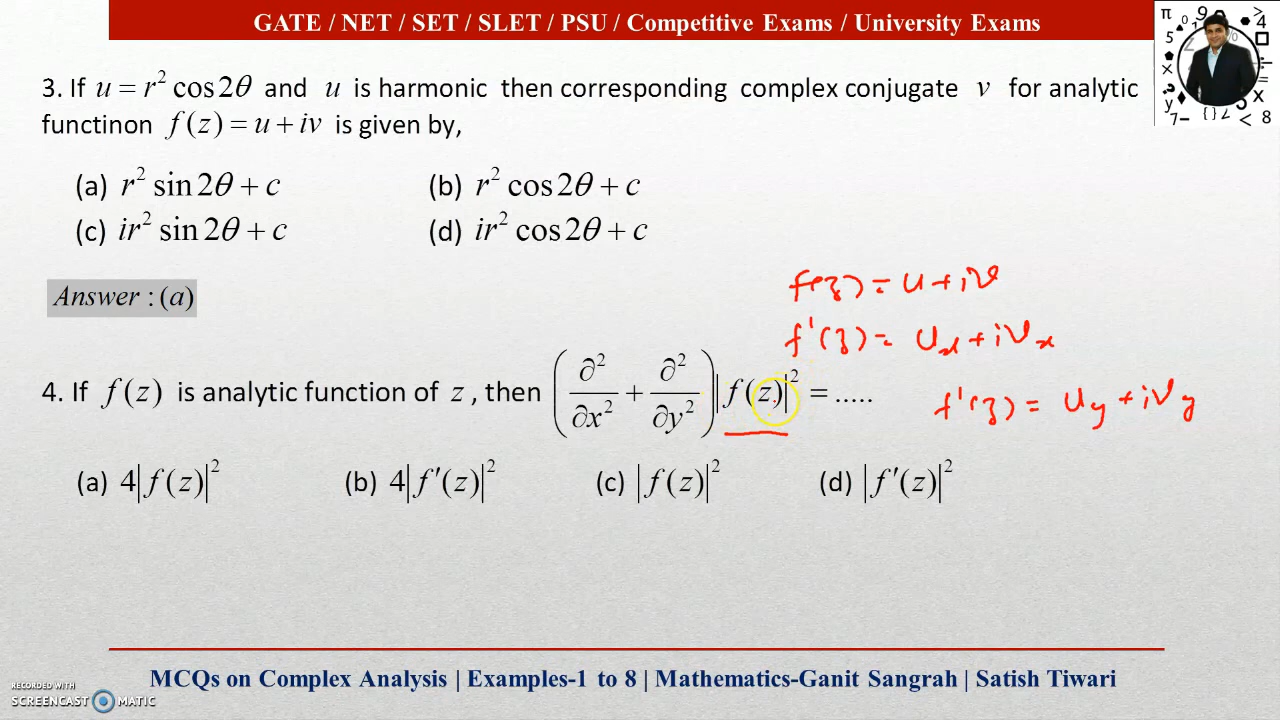 GATE / NET / SET / SLET / PSU / Competitive Exams / University Exams
3. If u = r² cos 2θ and u is harmonic then corresponding complex conjugate v for analytic
functinon f(z) = u + iv is given by,
(a) r² sin 2θ + c (b) r² cos 2θ + c
(c) ir² sin 2θ + c (d) ir² cos 2θ + c
Answer : (a)
f(z) = u + iv
f'(z) = u_x + iv_x
4. If f(z) is analytic function of z, then (∂²/∂x² + ∂²/∂y²)|f(z)|² = .....
f'(z) = u_y + iv_y
(a) 4|f(z)|² (b) 4|f′(z)|² (c) |f(z)|² (d) |f′(z)|²
MCQs on Complex Analysis | Examples-1 to 8 | Mathematics-Ganit Sangrah | Satish Tiwari
RECORDED WITH
SCREENCAST MATIC